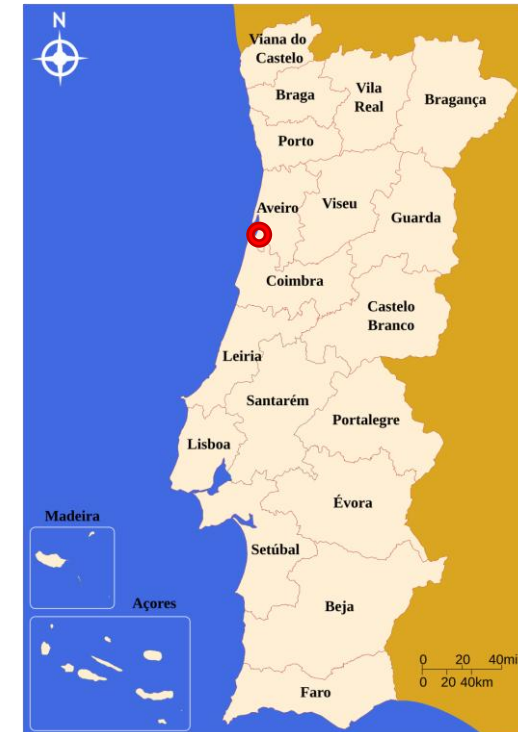 N
Viana do
Castelo
Braga
Vila
Real
Bragança
Porto
Aveiro
Viseu
Guarda
Coimbra
Castelo
Branco
Leiria
Santarém
Portalegre
Lisboa
Évora
Madeira
Setúbal
Açores
Beja
0 20 40mi
0 20 40km
Faro